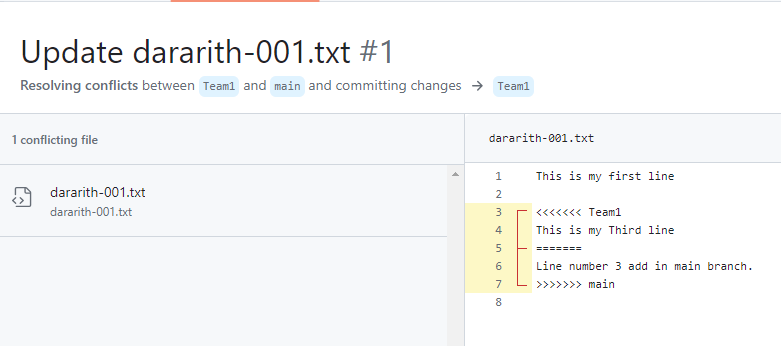 Update dararith-001.txt #1
Resolving conflicts between Team1 and main and committing changes → Team1
1 conflicting file
dararith-001.txt
dararith-001.txt
dararith-001.txt
1 This is my first line
2
3 <<<<<<< Team1
4 This is my Third line
5 =======
6 Line number 3 add in main branch.
7 >>>>>>> main
8